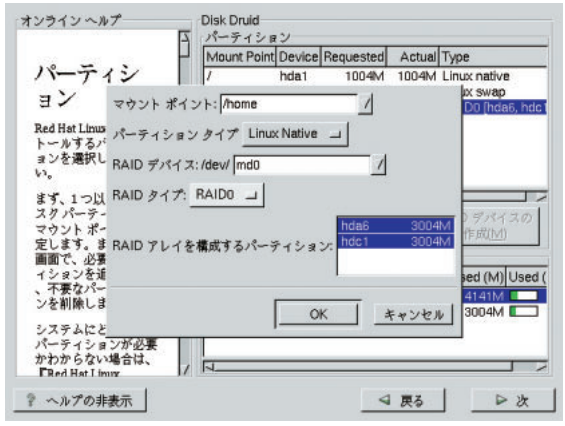 オンライン ヘルプ
パーティシ
ョン
Red Hat Linux
トールするパ
ョンを選択し
い。
まず、1つ以
スク パーテー
マウント ポー
定します。ま
画面で、必要
ィションを追
、不要なパー
ンを削除しま
システムにと
パーティションが必要
かわからない場合は、
『Red Hat Linux
Disk Druid
パーティション
Mount Point Device Requested Actual Type
/ hda1 1004M 1004M Linux native
ux swap
D0 [hda6, hdc1
マウント ポイント: /home
パーティション タイプ Linux Native
RAID デバイス: /dev/ md0
RAID タイプ: RAID0
RAID アレイを構成するパーティション:
hda6 3004M
hdc1 3004M
OK キャンセル
D デバイスの
作成(M)
sed (M) Used (
4141M
3004M
? ヘルプの非表示
戻る
次